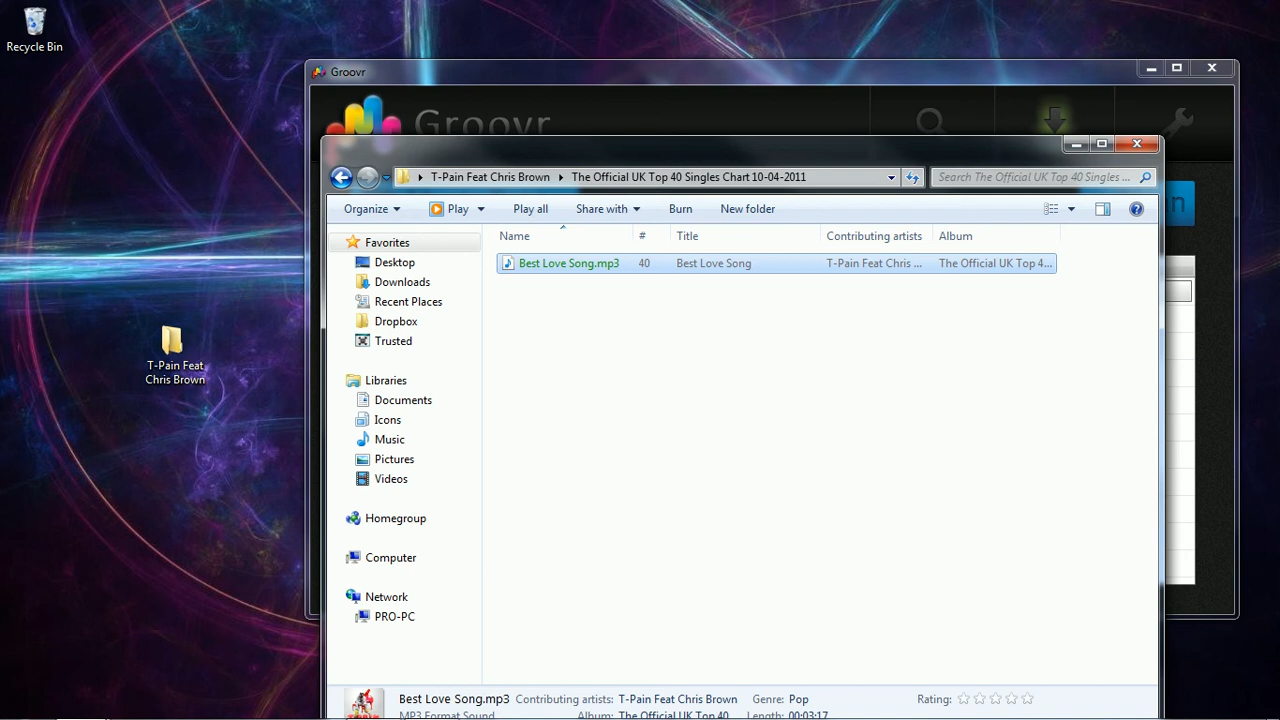 Recycle Bin
Groovr
Groovr
T-Pain Feat Chris Brown The Official UK Top 40 Singles Chart 10-04-2011
Search The Official UK Top 40 Singles ...
Organize Play Play all Share with Burn New folder
Name # Title Contributing artists Album
Best Love Song.mp3 40 Best Love Song T-Pain Feat Chris ... The Official UK Top 4...
Favorites
Desktop
Downloads
Recent Places
Dropbox
Trusted
Libraries
Documents
Icons
Music
Pictures
Videos
Homegroup
Computer
Network
PRO-PC
T-Pain Feat
Chris Brown
Best Love Song.mp3 Contributing artists: T-Pain Feat Chris Brown Genre: Pop Rating:
MP3 Format Sound Album: The Official UK Top 40 Length: 00:03:17